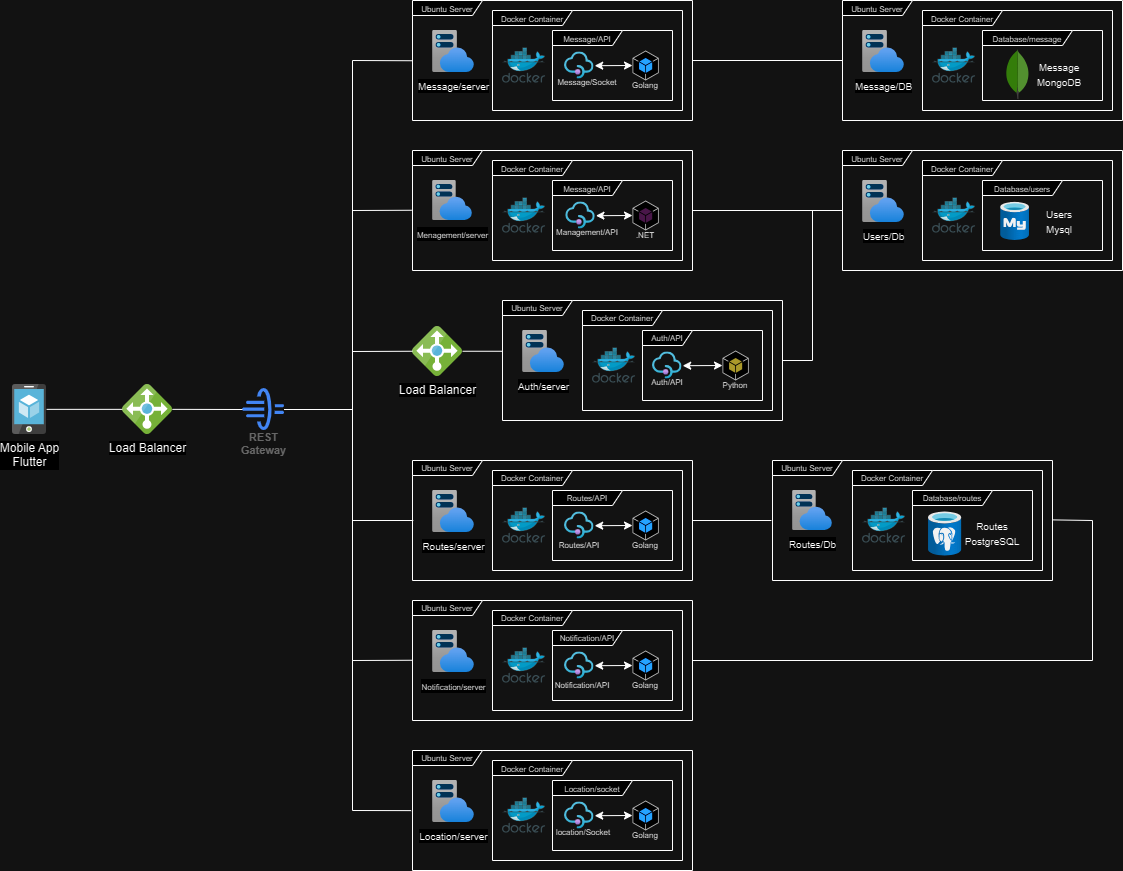 Ubuntu Server
Docker Container
Message/API
Message/Socket
Golang
docker
Message/server
Ubuntu Server
Docker Container
Database/message
Message
MongoDB
docker
Message/DB
Ubuntu Server
Docker Container
Message/API
Management/API
.NET
docker
Menagement/server
Ubuntu Server
Docker Container
Database/users
My
Users
Mysql
docker
Users/Db
Load Balancer
Ubuntu Server
Docker Container
Auth/API
Auth/API
Python
docker
Auth/server
Mobile App
Flutter
Load Balancer
REST
Gateway
Ubuntu Server
Docker Container
Routes/API
Routes/API
Golang
docker
Routes/server
Ubuntu Server
Docker Container
Database/routes
Routes
PostgreSQL
docker
Routes/Db
Ubuntu Server
Docker Container
Notification/API
Notification/API
Golang
docker
Notification/server
Ubuntu Server
Docker Container
Location/socket
location/Socket
Golang
docker
Location/server